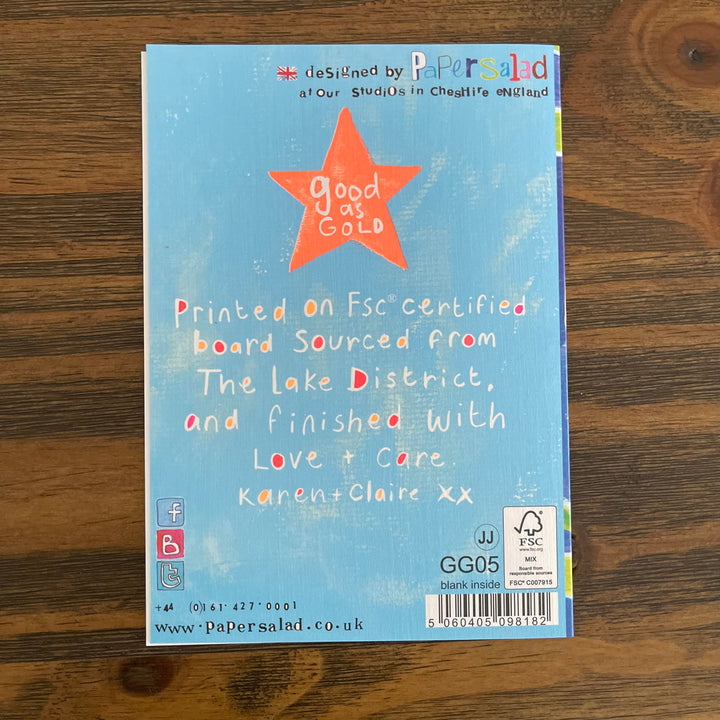 designed by PaperSalad
at our Studios in Cheshire eNgland
good
as
GOLD
Printed on FSC® certified
board Sourced from
The Lake District,
and finished with
Love + Care
Karen + Claire XX
f
B
t
JJ
GG05
blank inside
FSC
www.fsc.org
MIX
Board from
responsible sources
FSC® C007915
+44 (0)161·427·0001
www.papersalad.co.uk
5 060405 098182